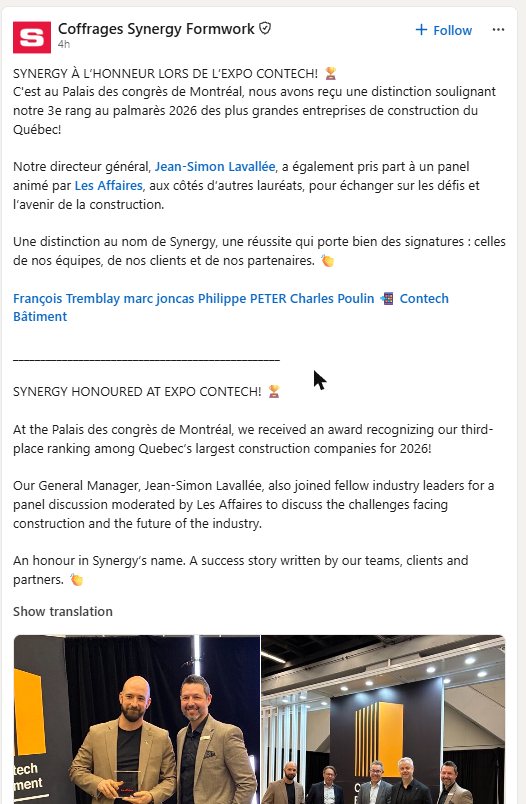 S
Coffrages Synergy Formwork
+ Follow
...
4h
SYNERGY À L'HONNEUR LORS DE L'EXPO CONTECH! 🏆
C'est au Palais des congrès de Montréal, nous avons reçu une distinction soulignant
notre 3e rang au palmarès 2026 des plus grandes entreprises de construction du
Québec!
Notre directeur général, Jean-Simon Lavallée, a également pris part à un panel
animé par Les Affaires, aux côtés d'autres lauréats, pour échanger sur les défis et
l'avenir de la construction.
Une distinction au nom de Synergy, une réussite qui porte bien des signatures : celles
de nos équipes, de nos clients et de nos partenaires. 👏
François Tremblay marc joncas Philippe PETER Charles Poulin 📲 Contech
Bâtiment
________________________________________
SYNERGY HONOURED AT EXPO CONTECH! 🏆
At the Palais des congrès de Montréal, we received an award recognizing our third-
place ranking among Quebec's largest construction companies for 2026!
Our General Manager, Jean-Simon Lavallée, also joined fellow industry leaders for a
panel discussion moderated by Les Affaires to discuss the challenges facing
construction and the future of the industry.
An honour in Synergy's name. A success story written by our teams, clients and
partners. 👏
Show translation
tech
ment
C